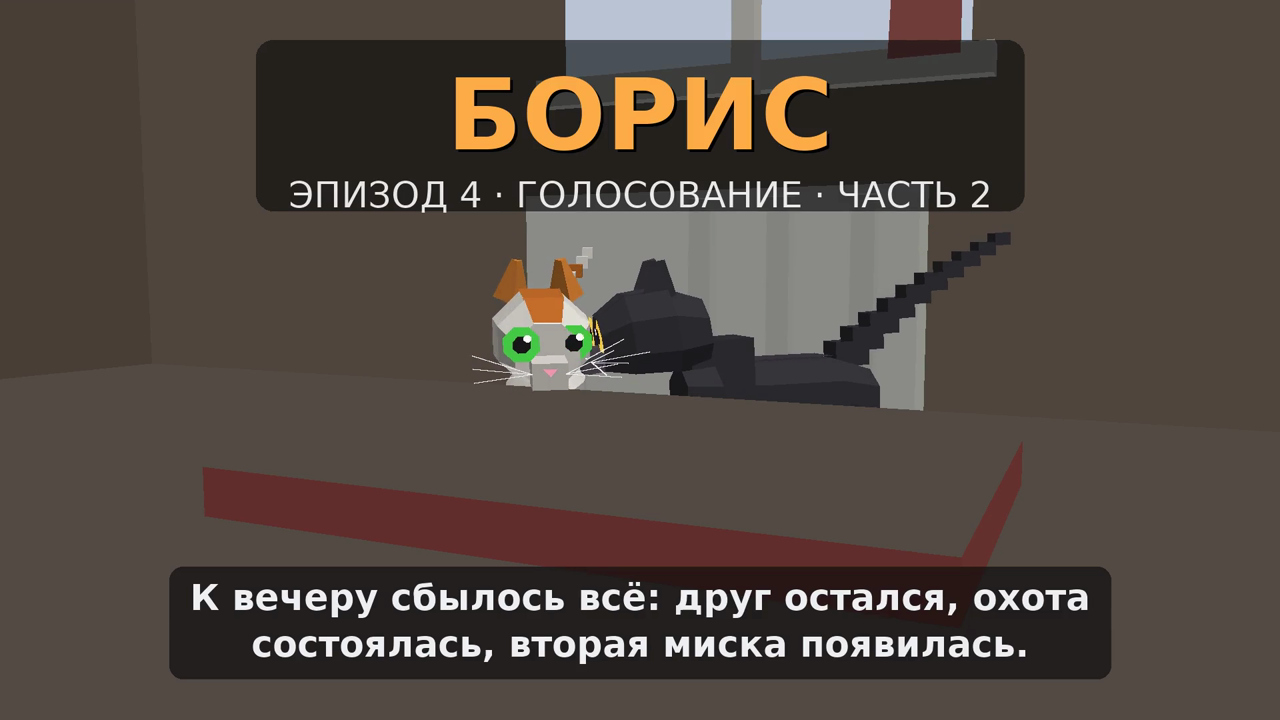 БОРИС
ЭПИЗОД 4 · ГОЛОСОВАНИЕ · ЧАСТЬ 2
К вечеру сбылось всё: друг остался, охота
состоялась, вторая миска появилась.